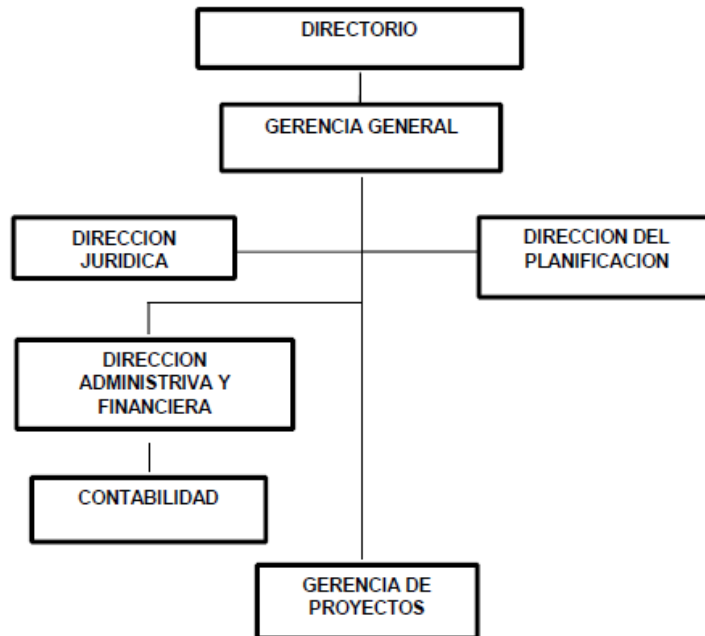 DIRECTORIO
GERENCIA GENERAL
DIRECCION
JURIDICA
DIRECCION DEL
PLANIFICACION
DIRECCION
ADMINISTRIVA Y
FINANCIERA
CONTABILIDAD
GERENCIA DE
PROYECTOS